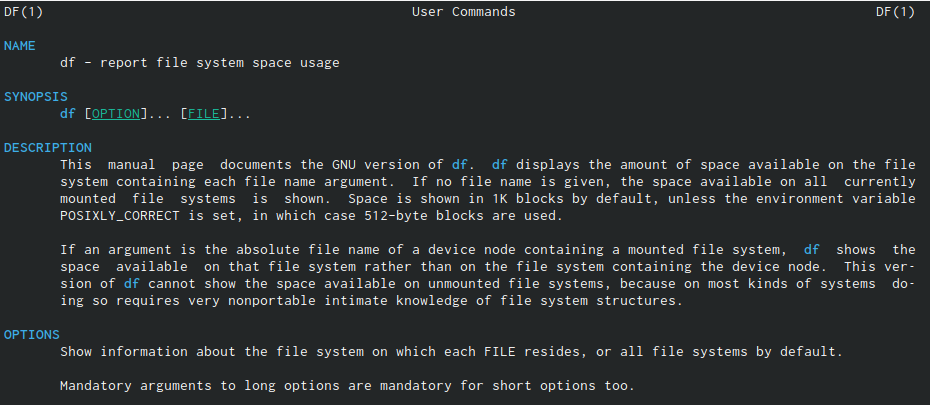 DF(1) User Commands DF(1)
NAME
df - report file system space usage
SYNOPSIS
df [OPTION]... [FILE]...
DESCRIPTION
This manual page documents the GNU version of df. df displays the amount of space available on the file
system containing each file name argument. If no file name is given, the space available on all currently
mounted file systems is shown. Space is shown in 1K blocks by default, unless the environment variable
POSIXLY_CORRECT is set, in which case 512-byte blocks are used.
If an argument is the absolute file name of a device node containing a mounted file system, df shows the
space available on that file system rather than on the file system containing the device node. This ver-
sion of df cannot show the space available on unmounted file systems, because on most kinds of systems do-
ing so requires very nonportable intimate knowledge of file system structures.
OPTIONS
Show information about the file system on which each FILE resides, or all file systems by default.
Mandatory arguments to long options are mandatory for short options too.